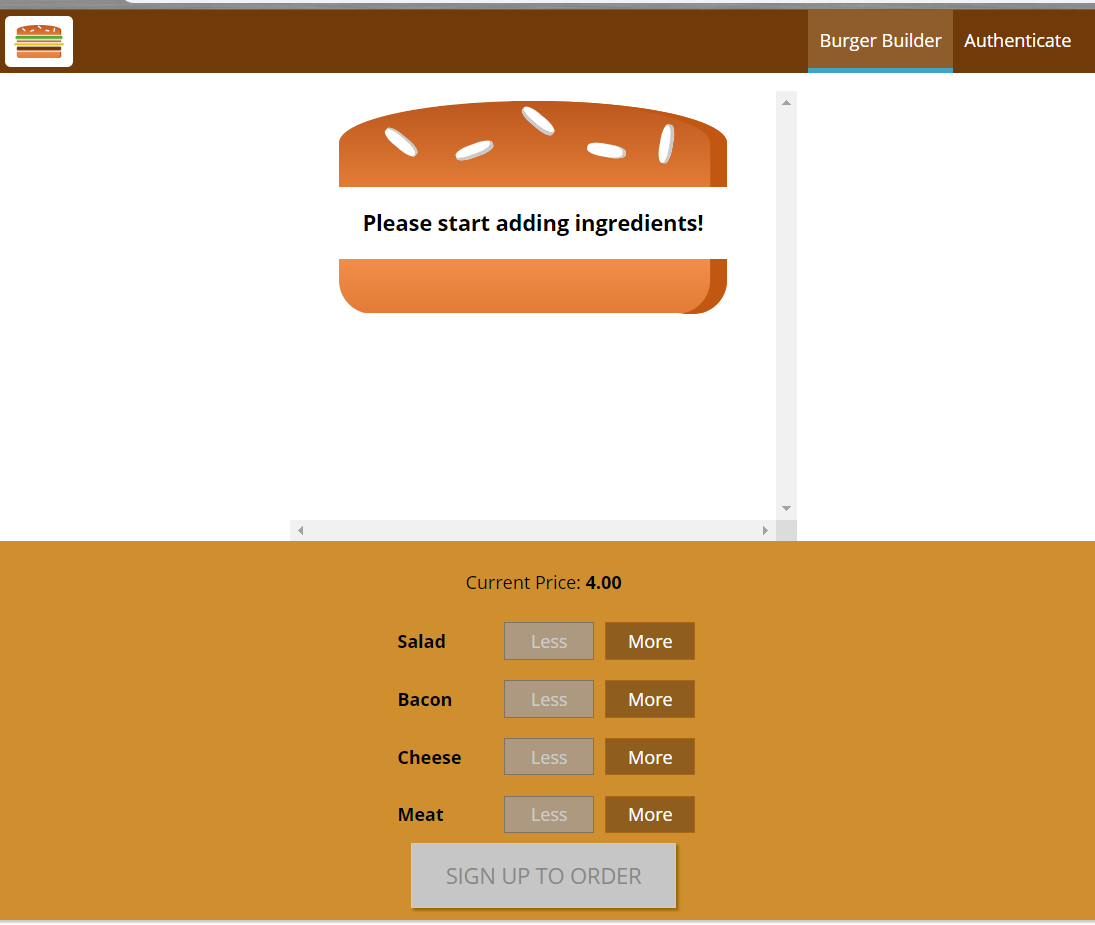 Burger Builder Authenticate
Please start adding ingredients!
Current Price: 4.00
Salad Less More
Bacon Less More
Cheese Less More
Meat Less More
SIGN UP TO ORDER